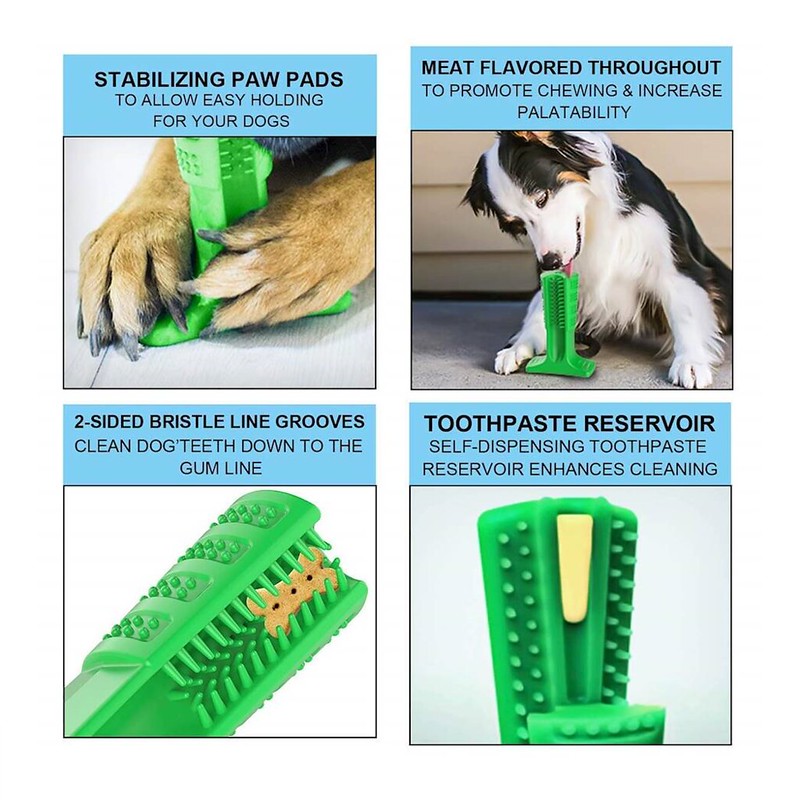 STABILIZING PAW PADS
TO ALLOW EASY HOLDING
FOR YOUR DOGS
MEAT FLAVORED THROUGHOUT
TO PROMOTE CHEWING & INCREASE
PALATABILITY
2-SIDED BRISTLE LINE GROOVES
CLEAN DOG'TEETH DOWN TO THE
GUM LINE
TOOTHPASTE RESERVOIR
SELF-DISPENSING TOOTHPASTE
RESERVOIR ENHANCES CLEANING